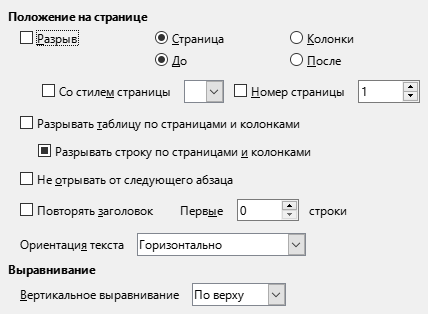 Положение на странице
Разрыв Страница Колонки
До После
Со стилем страницы Номер страницы 1
Разрывать таблицу по страницами и колонками
Разрывать строку по страницами и колонками
Не отрывать от следующего абзаца
Повторять заголовок Первые 0 строки
Ориентация текста Горизонтально
Выравнивание
Вертикальное выравнивание По верху